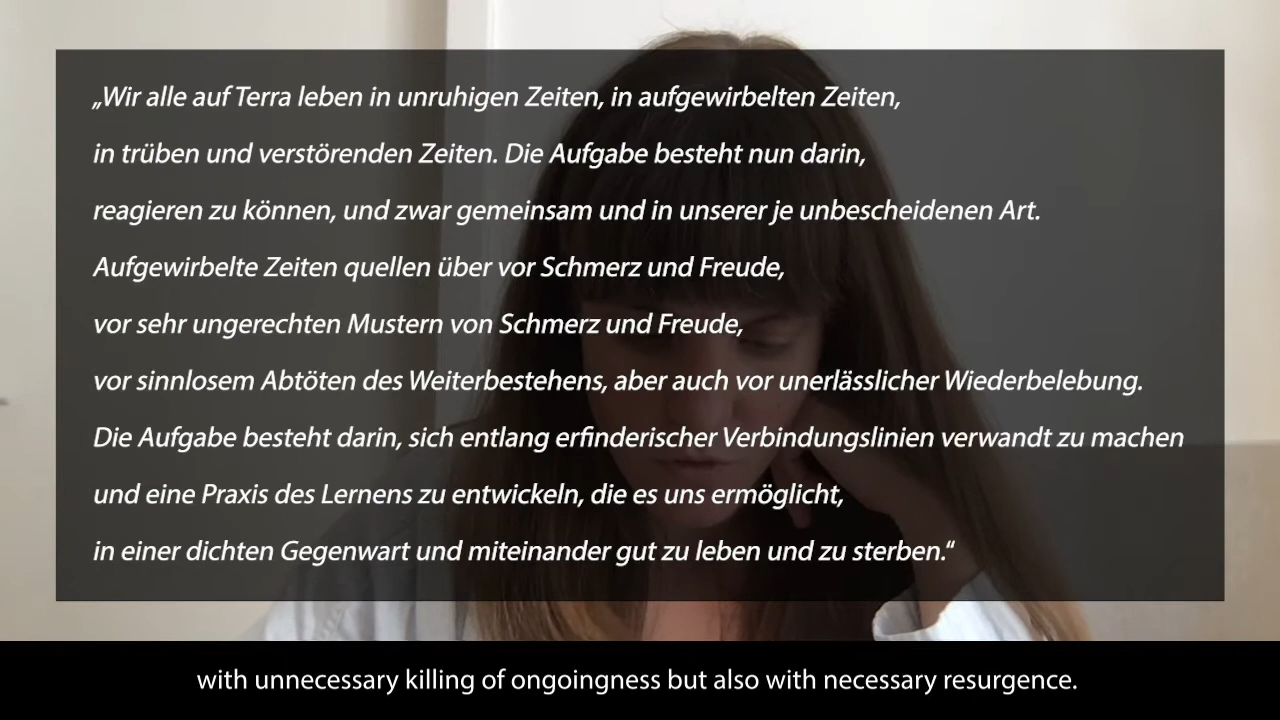 „Wir alle auf Terra leben in unruhigen Zeiten, in aufgewirbelten Zeiten,
in trüben und verstörenden Zeiten. Die Aufgabe besteht nun darin,
reagieren zu können, und zwar gemeinsam und in unserer je unbescheidenen Art.
Aufgewirbelte Zeiten quellen über vor Schmerz und Freude,
vor sehr ungerechten Mustern von Schmerz und Freude,
vor sinnlosem Abtöten des Weiterbestehens, aber auch vor unerlässlicher Wiederbelebung.
Die Aufgabe besteht darin, sich entlang erfinderischer Verbindungslinien verwandt zu machen
und eine Praxis des Lernens zu entwickeln, die es uns ermöglicht,
in einer dichten Gegenwart und miteinander gut zu leben und zu sterben.“
with unnecessary killing of ongoingness but also with necessary resurgence.